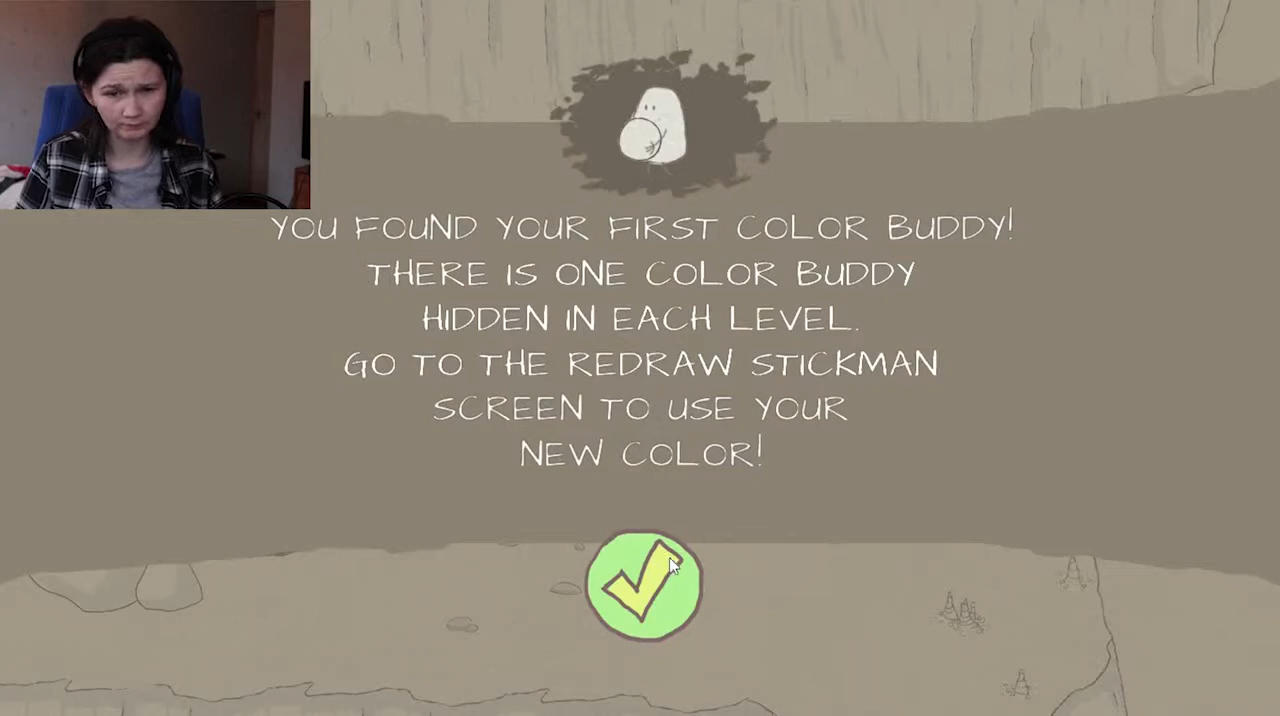 YOU FOUND YOUR FIRST COLOR BUDDY!
THERE IS ONE COLOR BUDDY
HIDDEN IN EACH LEVEL.
GO TO THE REDRAW STICKMAN
SCREEN TO USE YOUR
NEW COLOR!